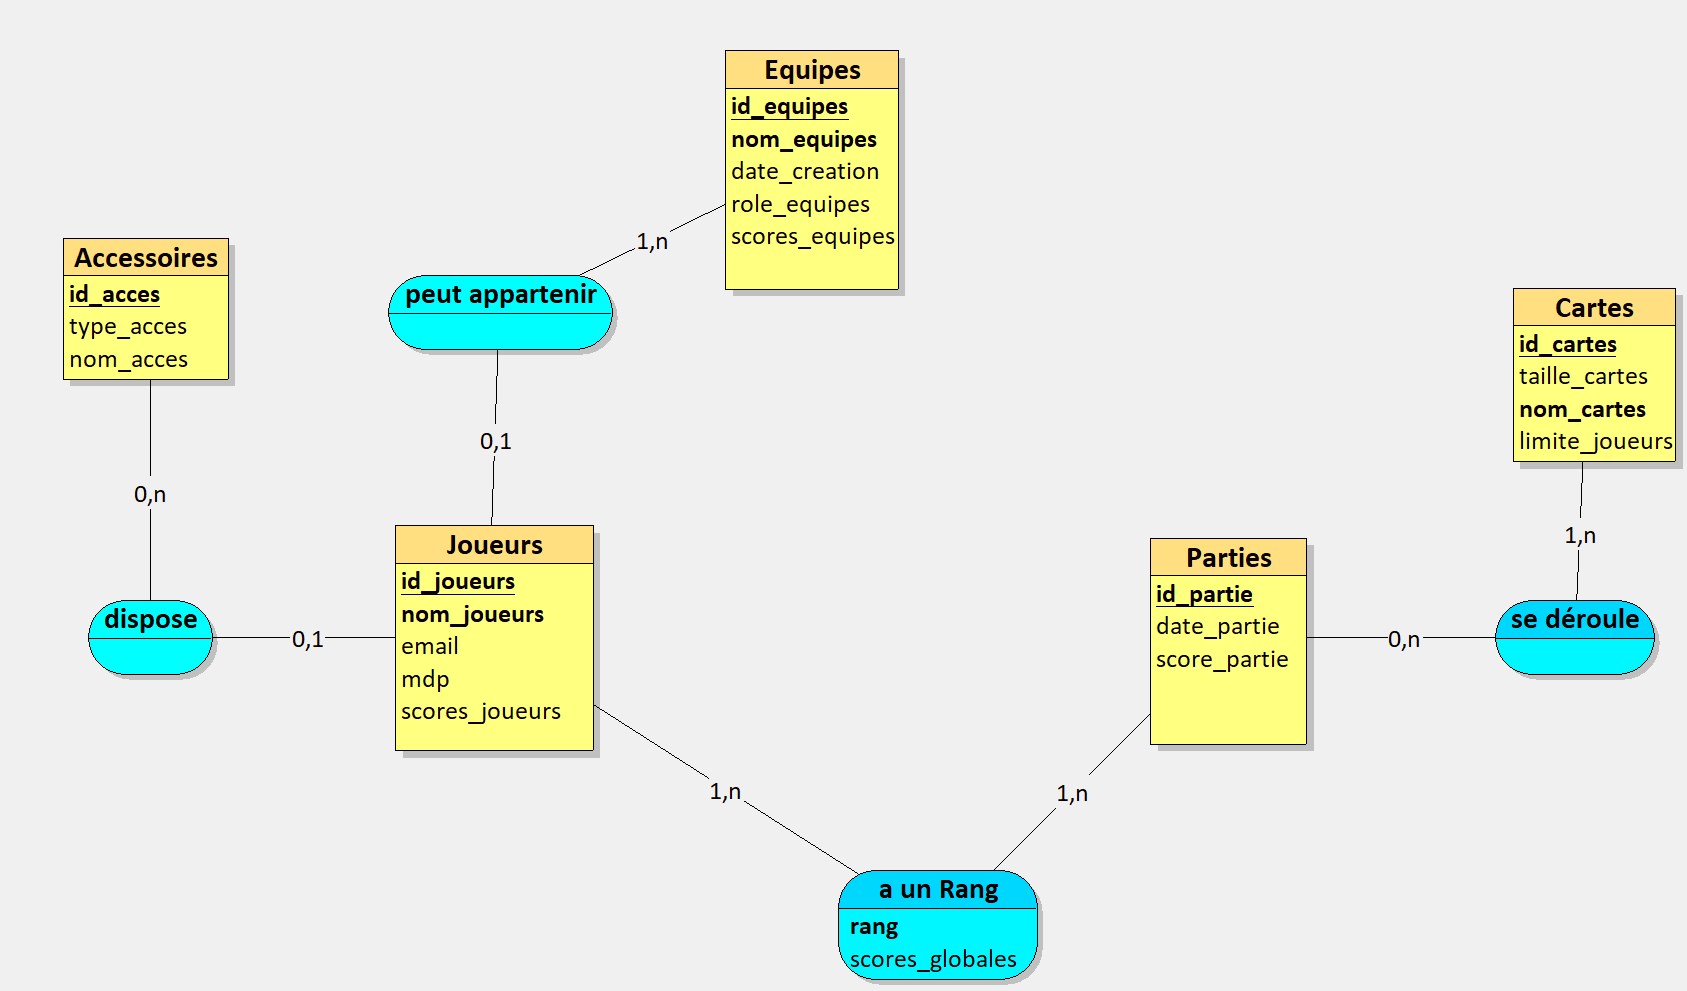 Equipes
id_equipes
nom_equipes
date_creation
role_equipes
scores_equipes
1,n
Accessoires
id_acces
type_acces
nom_acces
peut appartenir
Cartes
id_cartes
taille_cartes
nom_cartes
limite_joueurs
0,1
0,n
1,n
Joueurs
id_joueurs
nom_joueurs
email
mdp
scores_joueurs
Parties
id_partie
date_partie
score_partie
dispose
0,1
0,n
se déroule
1,n
1,n
a un Rang
rang
scores_globales